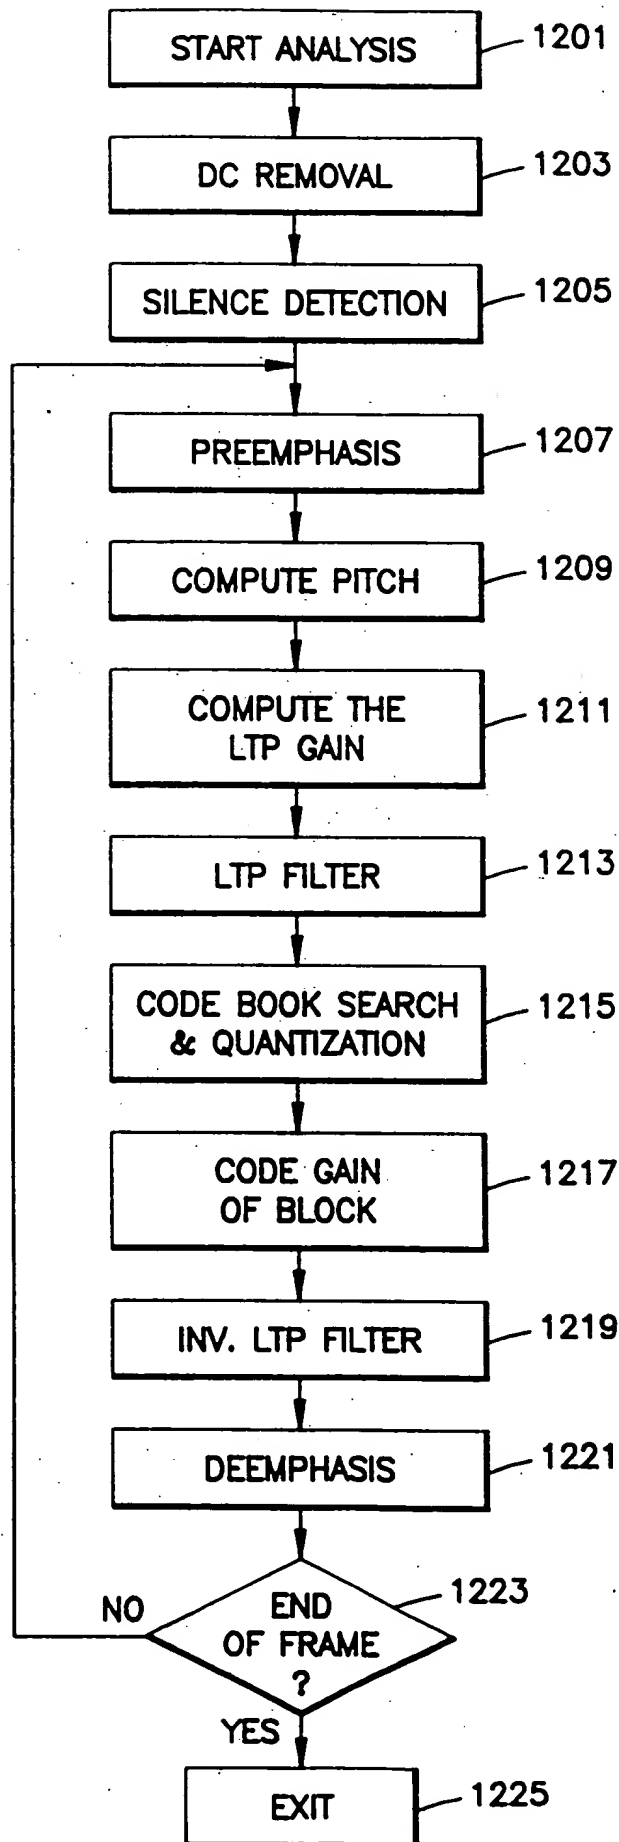 START ANALYSIS
1201
DC REMOVAL
1203
SILENCE DETECTION
1205
PREEMPHASIS
1207
COMPUTE PITCH
1209
COMPUTE THE
LTP GAIN
1211
LTP FILTER
1213
CODE BOOK SEARCH
& QUANTIZATION
1215
CODE GAIN
OF BLOCK
1217
INV. LTP FILTER
1219
DEEMPHASIS
1221
END
OF FRAME
?
1223
NO
YES
EXIT
1225